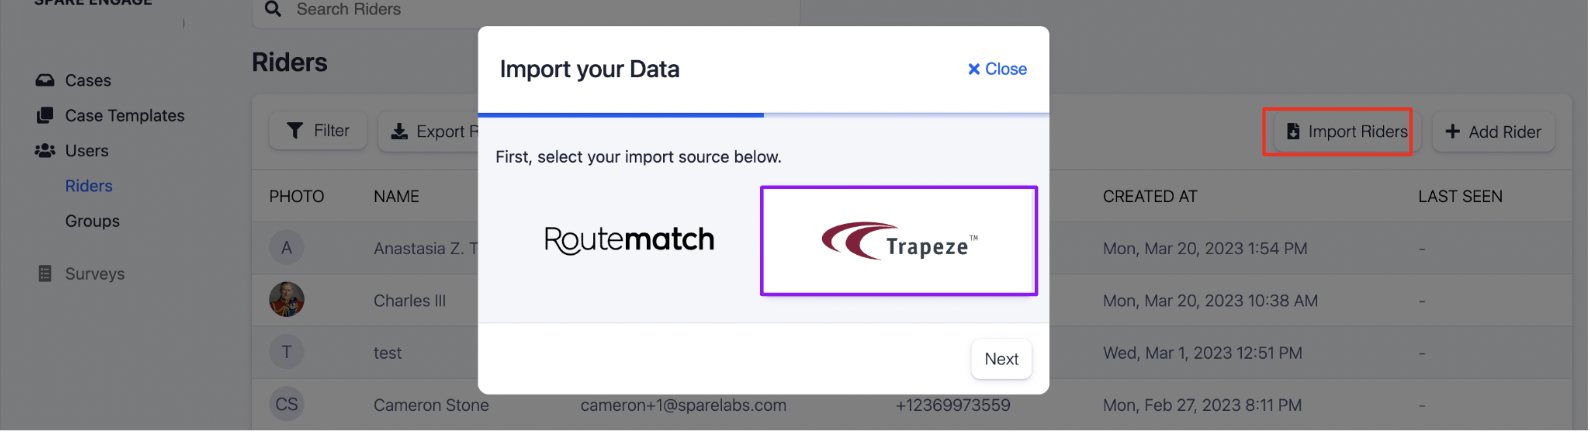 SPARE ENGAGE
Search Riders
Cases
Case Templates
Users
Riders
Groups
Surveys
Riders
Filter
Export R
Import Riders
Add Rider
PHOTO NAME CREATED AT LAST SEEN
A Anastasia Z. T Mon, Mar 20, 2023 1:54 PM -
Charles III Mon, Mar 20, 2023 10:38 AM -
T test Wed, Mar 1, 2023 12:51 PM -
CS Cameron Stone cameron+1@sparelabs.com +12369973559 Mon, Feb 27, 2023 8:11 PM -
Import your Data
Close
First, select your import source below.
Routematch
Trapeze™
Next